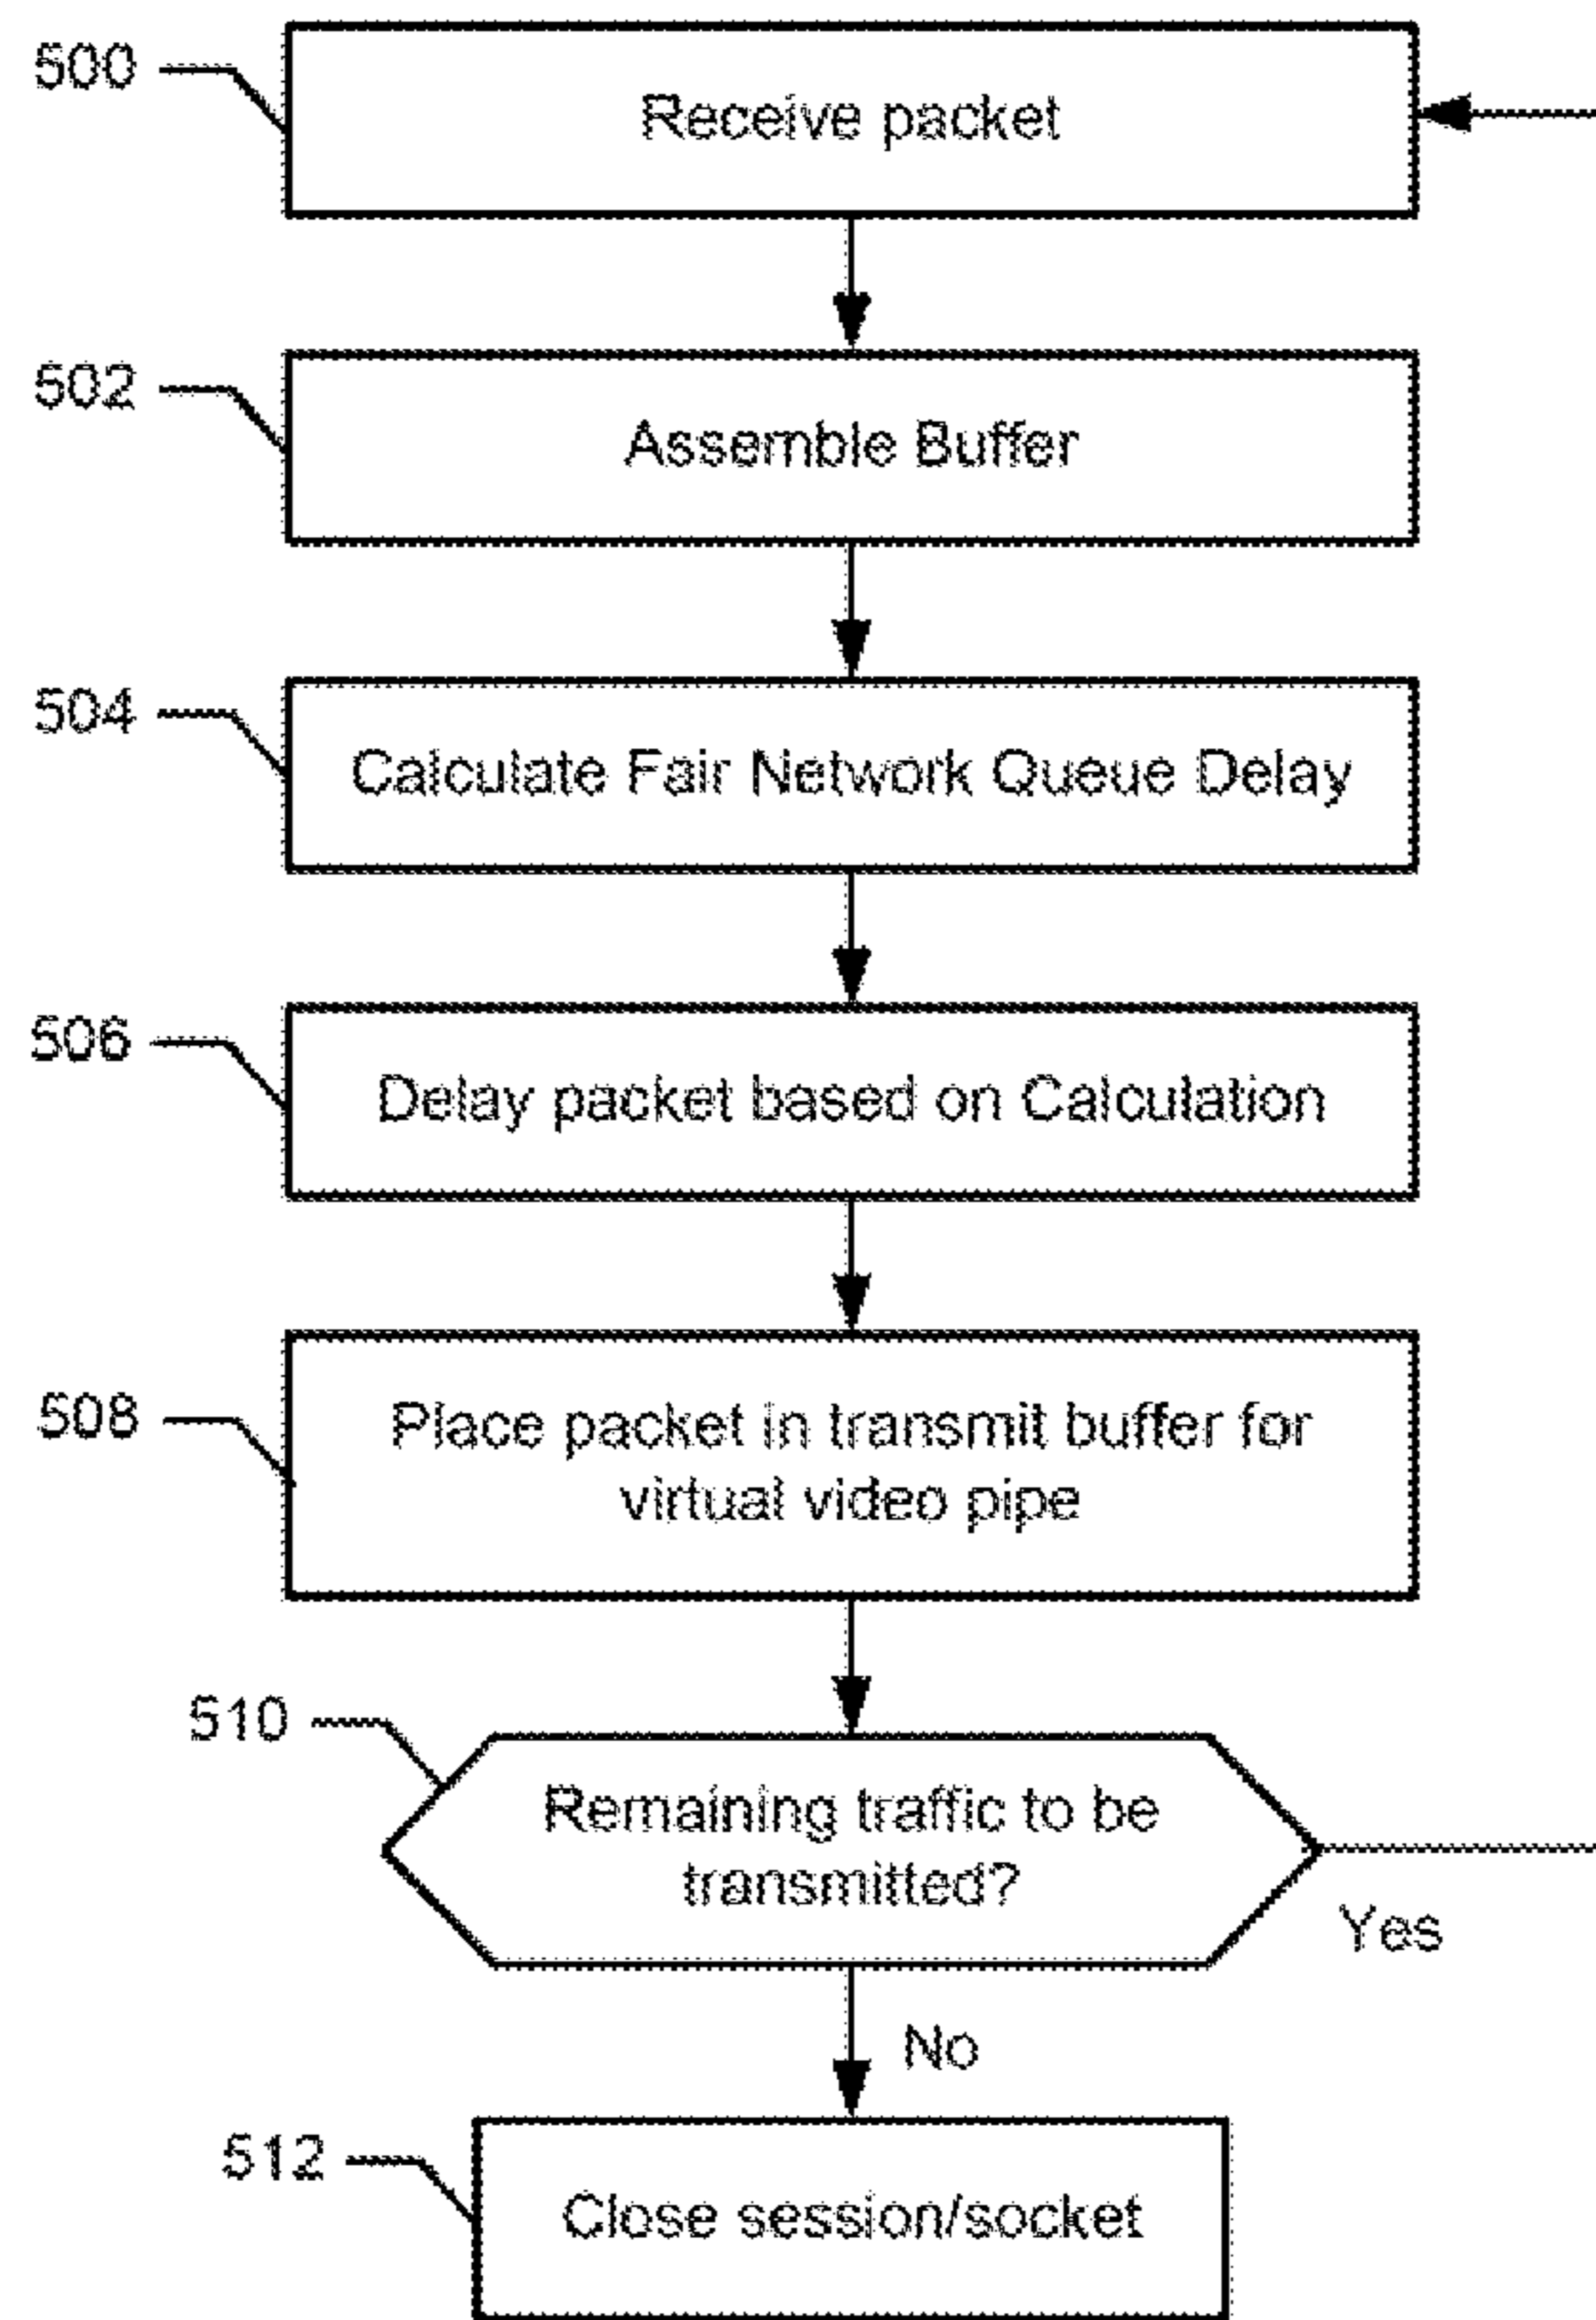 500
Receive packet
502
Assemble Buffer
504
Calculate Fair Network Queue Delay
506
Delay packet based on Calculation
508
Place packet in transmit buffer for
virtual video pipe
510
Remaining traffic to be
transmitted?
Yes
No
512
Close session/socket